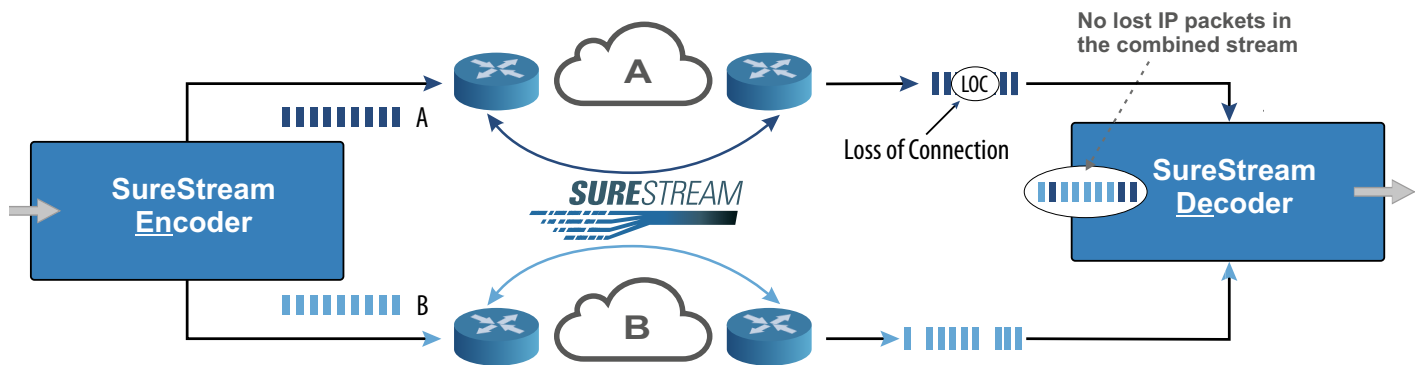 No lost IP packets in
the combined stream
A
A
LOC
Loss of Connection
SureStream
Encoder
SURESTREAM
SureStream
Decoder
B
B